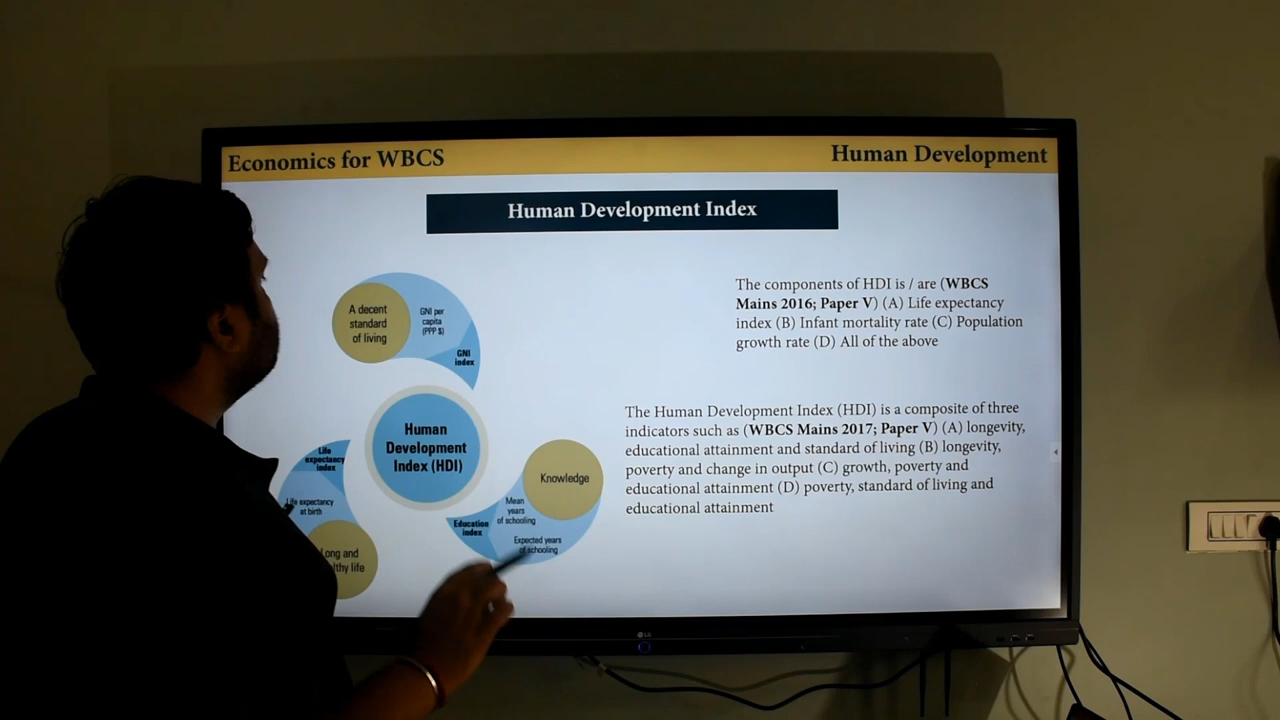 Economics for WBCS
Human Development
Human Development Index
A decent
standard
of living
GNI per
capita
(PPP $)
GNI
index
Human
Development
Index (HDI)
Life
expectancy
index
Life expectancy
at birth
Long and
thy life
Knowledge
Mean
years
of schooling
Education
index
Expected years
of schooling
The components of HDI is / are (WBCS
Mains 2016; Paper V) (A) Life expectancy
index (B) Infant mortality rate (C) Population
growth rate (D) All of the above
The Human Development Index (HDI) is a composite of three
indicators such as (WBCS Mains 2017; Paper V) (A) longevity,
educational attainment and standard of living (B) longevity,
poverty and change in output (C) growth, poverty and
educational attainment (D) poverty, standard of living and
educational attainment
LG